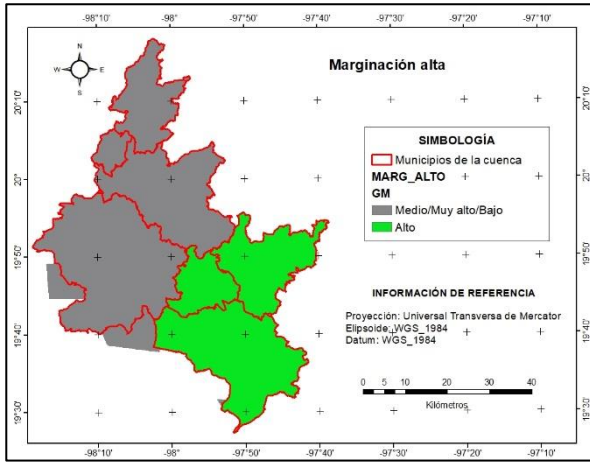 -98°10' -98° -97°50' -97°40' -97°30' -97°20' -97°10'
N
W E
S
Marginación alta
20°10' 20°10'
SIMBOLOGÍA
Municipios de la cuenca
MARG_ALTO
GM
Medio/Muy alto/Bajo
Alto
20° 20°
19°50' 19°50'
INFORMACIÓN DE REFERENCIA
Proyección: Universal Transversa de Mercator
Elipsoide: WGS_1984
Datum: WGS_1984
19°40' 19°40'
0 5 10 20 30 40
Kilómetros
19°30' 19°30'
-98°10' -98° -97°50' -97°40' -97°30' -97°20' -97°10'